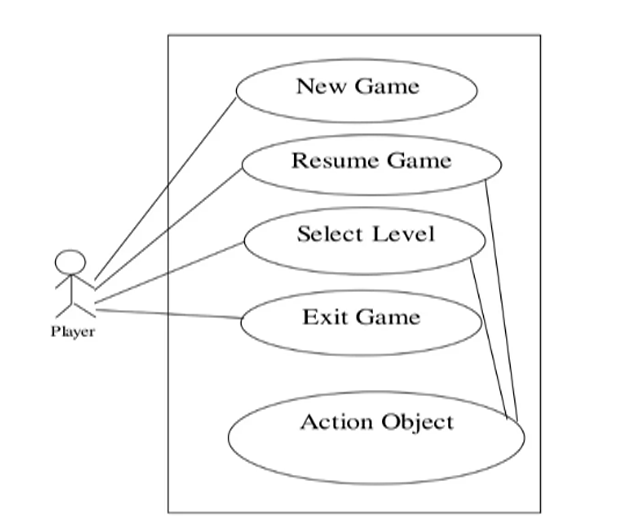 New Game
Resume Game
Select Level
Exit Game
Player
Action Object